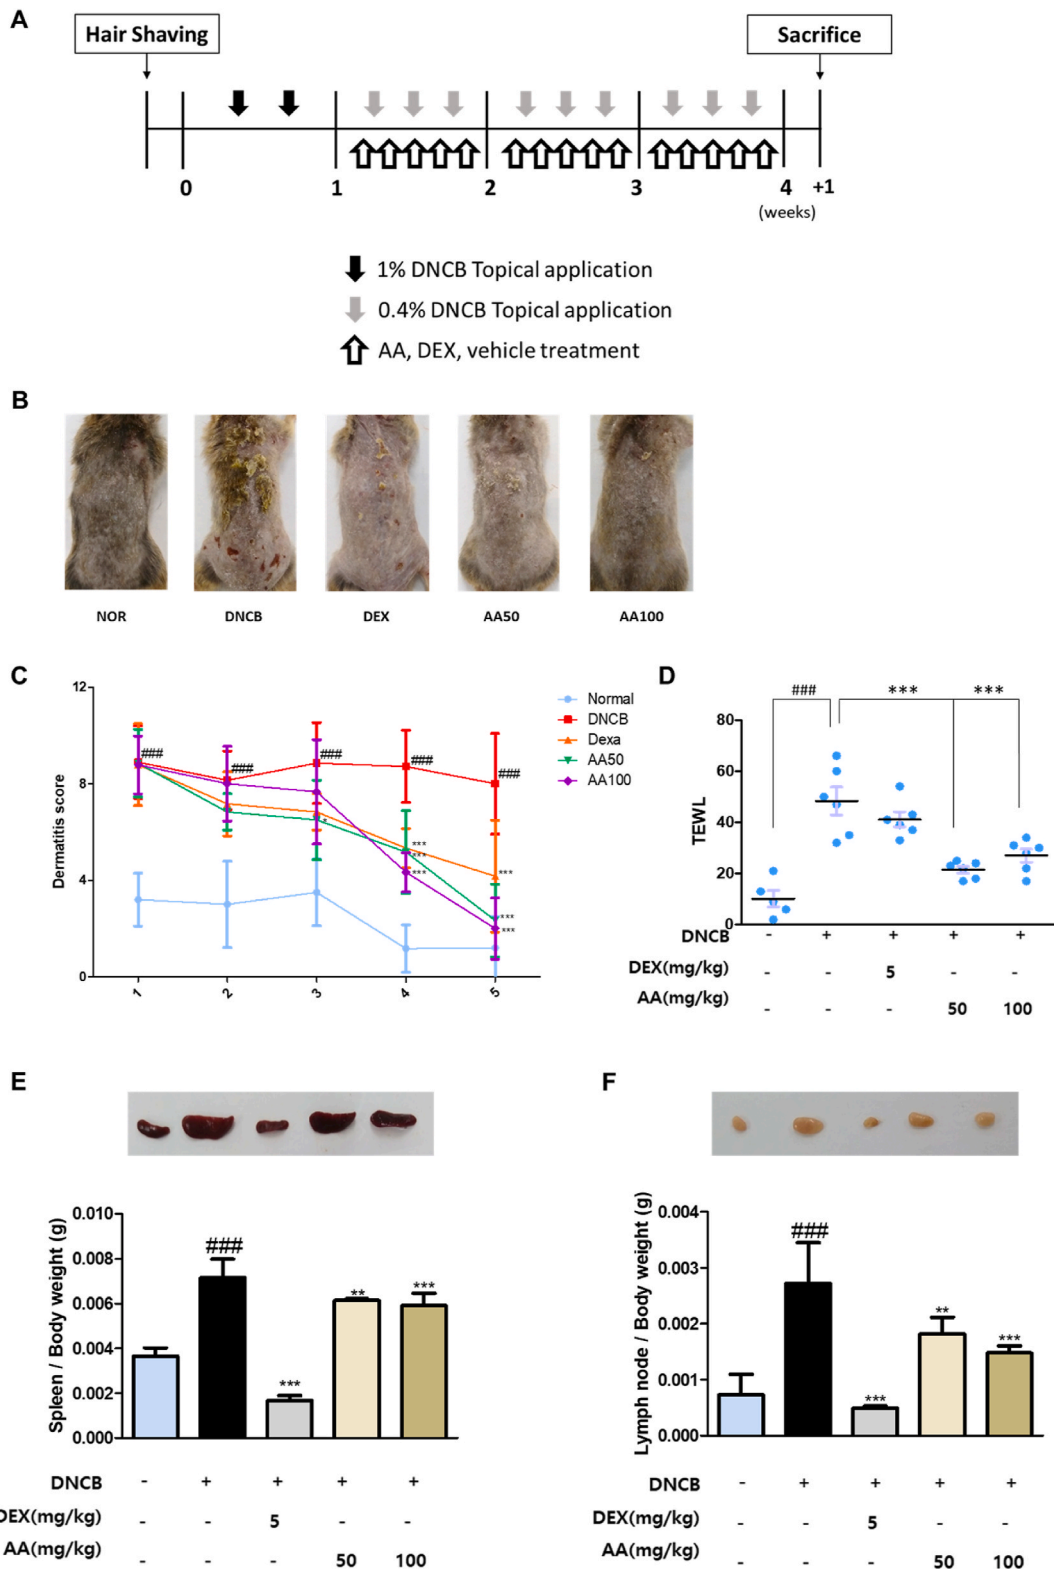 A
Hair Shaving
Sacrifice
0 1 2 3 4 +1
(weeks)
1% DNCB Topical application
0.4% DNCB Topical application
AA, DEX, vehicle treatment
B
NOR DNCB DEX AA50 AA100
C
Dermatitis score
12
8
4
0
### ### ### ### ###
*
***
***
***
***
***
***
1 2 3 4 5
Normal
DNCB
Dexa
AA50
AA100
D
### *** ***
TEWL
80
60
40
20
0
DNCB - + + + +
DEX(mg/kg) - - 5 - -
AA(mg/kg) - - - 50 100
E
Spleen / Body weight (g)
0.010
0.008
0.006
0.004
0.002
0.000
### *** ** ***
DNCB - + + + +
DEX(mg/kg) - - 5 - -
AA(mg/kg) - - - 50 100
F
Lymph node / Body weight (g)
0.004
0.003
0.002
0.001
0.000
### *** ** ***
DNCB - + + + +
DEX(mg/kg) - - 5 - -
AA(mg/kg) - - - 50 100